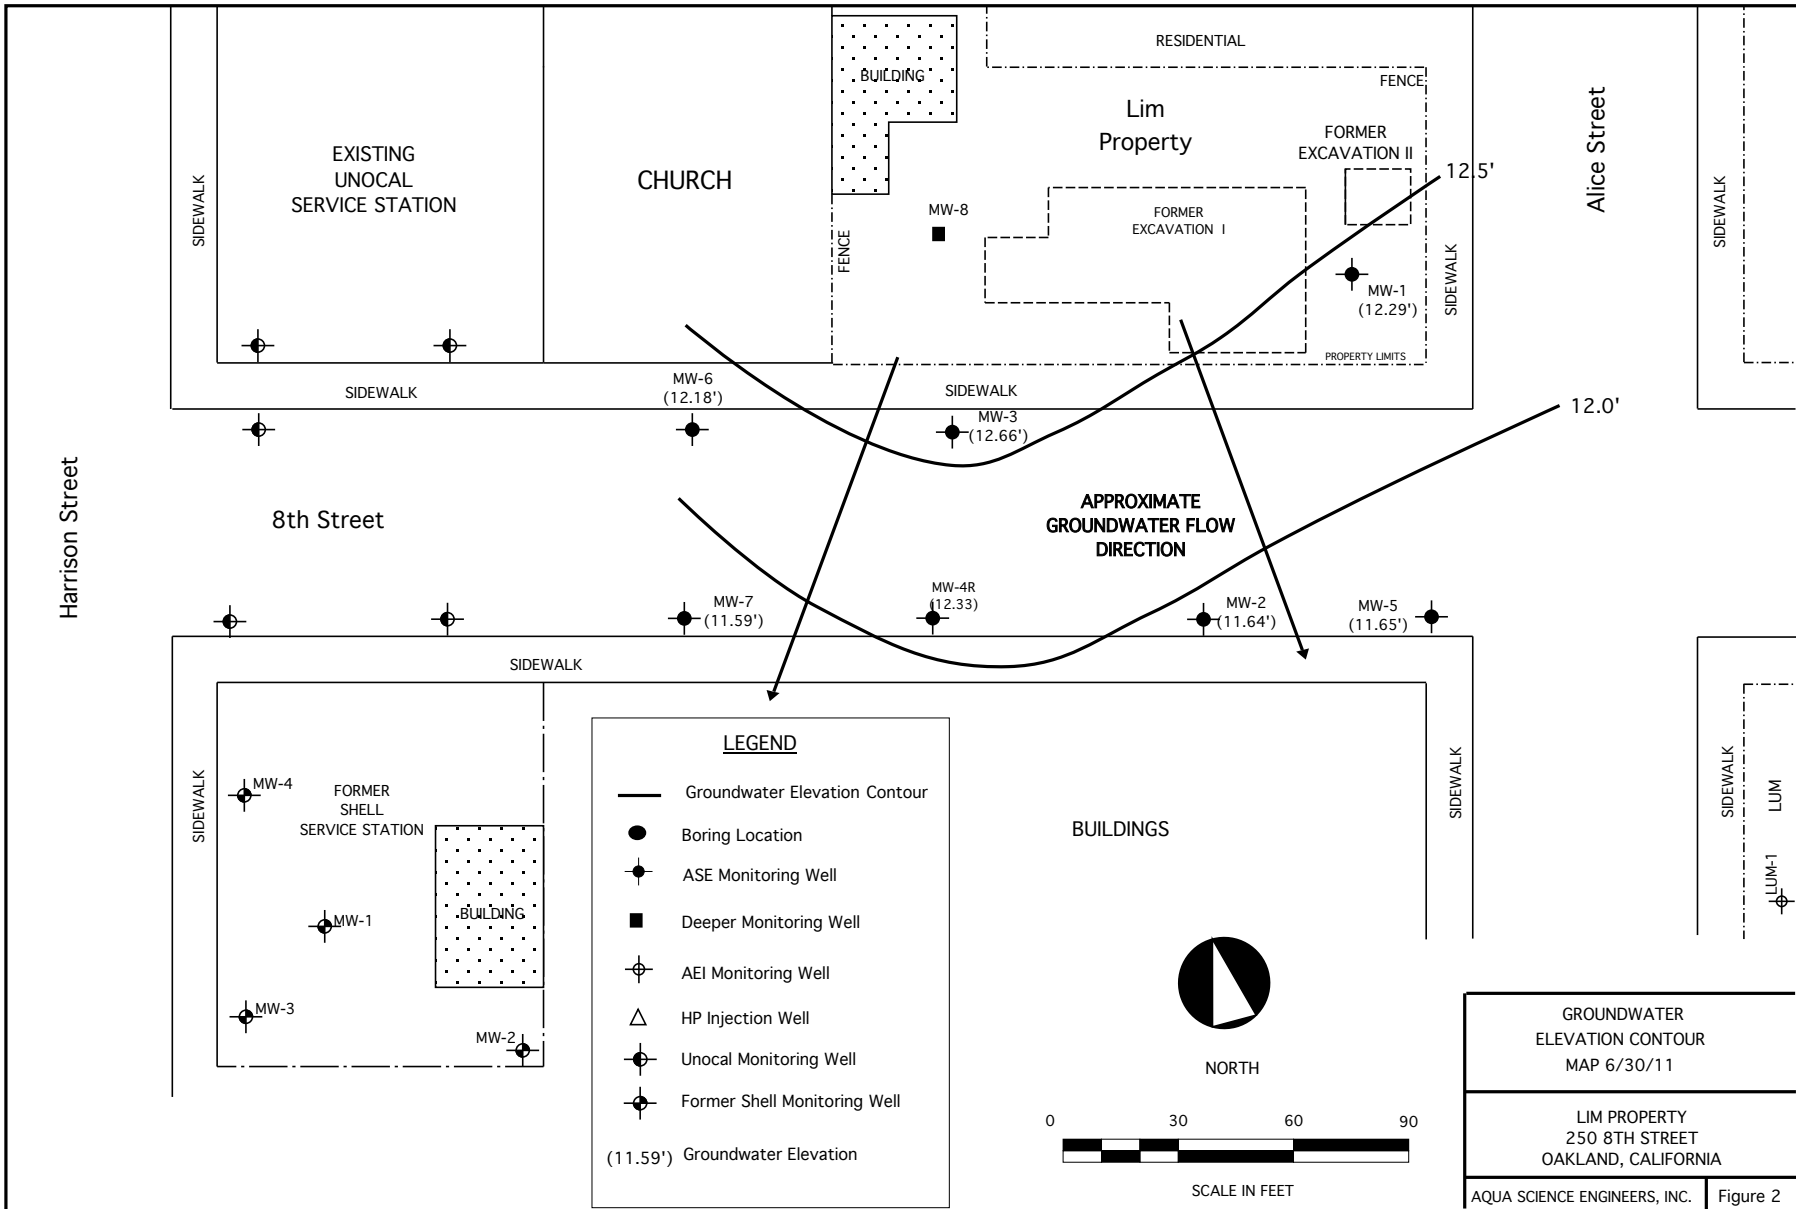 RESIDENTIAL
FENCE
BUILDING
Lim
Property
FORMER
EXCAVATION II
12.5'
Alice Street
SIDEWALK
SIDEWALK
EXISTING
UNOCAL
SERVICE STATION
CHURCH
MW-8
FORMER
EXCAVATION I
FENCE
SIDEWALK
MW-1
(12.29')
PROPERTY LIMITS
SIDEWALK
MW-6
(12.18')
SIDEWALK
MW-3
(12.66')
12.0'
Harrison Street
8th Street
APPROXIMATE
GROUNDWATER FLOW
DIRECTION
MW-7
(11.59')
MW-4R
(12.33)
MW-2
(11.64')
MW-5
(11.65')
SIDEWALK
SIDEWALK
MW-4
FORMER
SHELL
SERVICE STATION
BUILDING
MW-1
MW-3
MW-2
LEGEND
Groundwater Elevation Contour
Boring Location
ASE Monitoring Well
Deeper Monitoring Well
AEI Monitoring Well
HP Injection Well
Unocal Monitoring Well
Former Shell Monitoring Well
(11.59') Groundwater Elevation
BUILDINGS
SIDEWALK
SIDEWALK
LUM
LUM-1
NORTH
0 30 60 90
SCALE IN FEET
GROUNDWATER
ELEVATION CONTOUR
MAP 6/30/11
LIM PROPERTY
250 8TH STREET
OAKLAND, CALIFORNIA
AQUA SCIENCE ENGINEERS, INC.
Figure 2